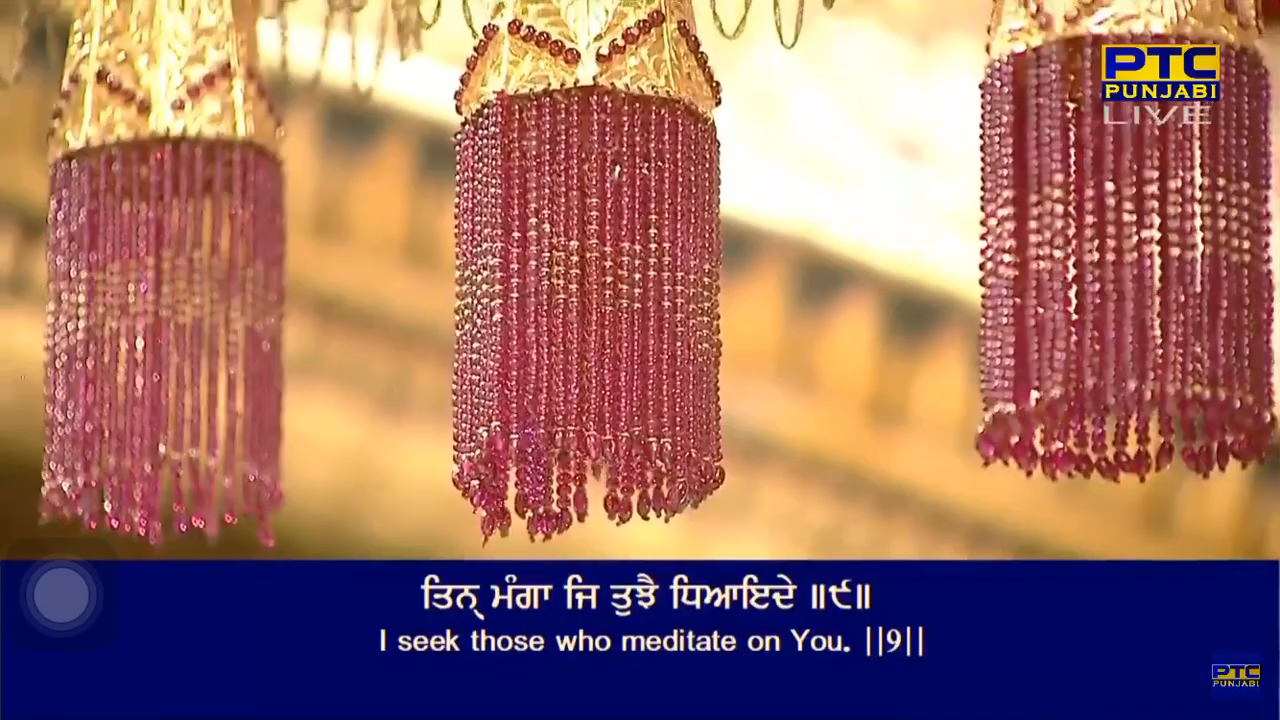 PTC
PUNJABI
LIVE
ਤਿਨ੍ ਮੰਗਾ ਜਿ ਤੁਝੈ ਧਿਆਇਦੇ ॥੯॥
I seek those who meditate on You. ||9||
PTC
PUNJABI